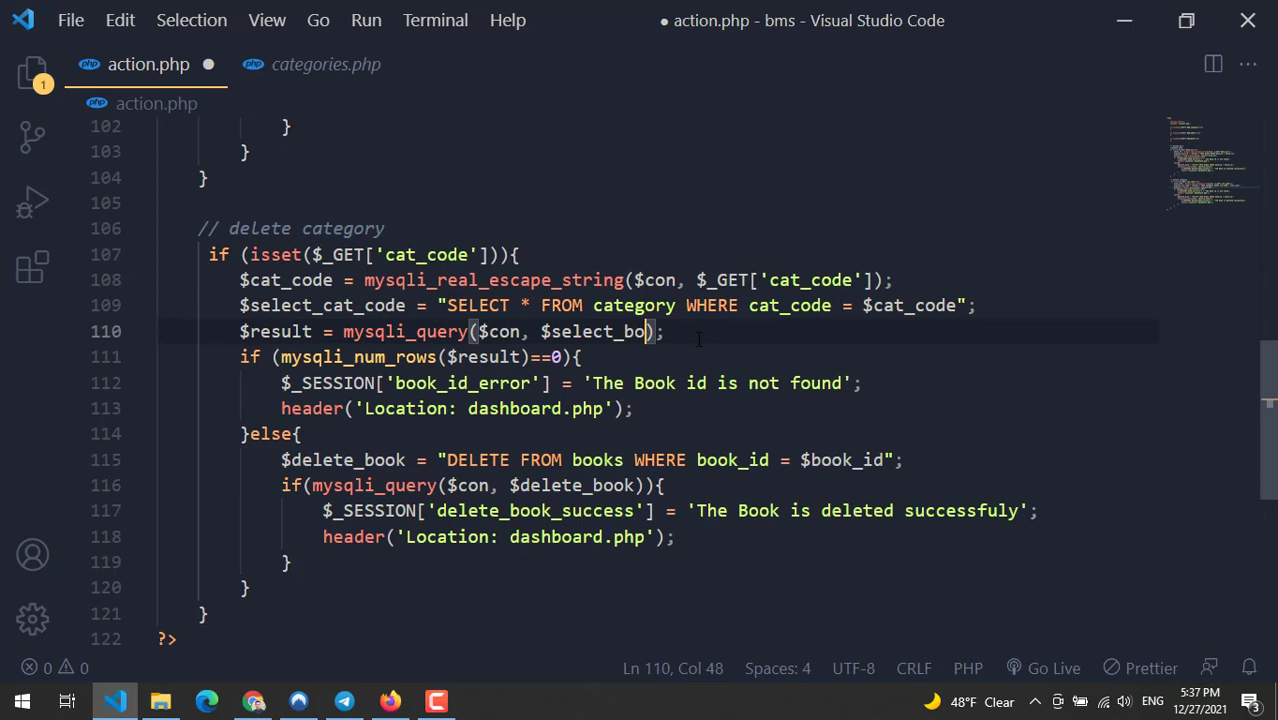 File Edit Selection View Go Run Terminal Help ● action.php - bms - Visual Studio Code
action.php ● categories.php
action.php
1
102 }
103 }
104 }
105
106 // delete category
107 if (isset($_GET['cat_code'])){
108 $cat_code = mysqli_real_escape_string($con, $_GET['cat_code']);
109 $select_cat_code = "SELECT * FROM category WHERE cat_code = $cat_code";
110 $result = mysqli_query($con, $select_bo);
111 if (mysqli_num_rows($result)==0){
112 $_SESSION['book_id_error'] = 'The Book id is not found';
113 header('Location: dashboard.php');
114 }else{
115 $delete_book = "DELETE FROM books WHERE book_id = $book_id";
116 if(mysqli_query($con, $delete_book)){
117 $_SESSION['delete_book_success'] = 'The Book is deleted successfuly';
118 header('Location: dashboard.php');
119 }
120 }
121 }
122 ?>
0 0 Ln 110, Col 48 Spaces: 4 UTF-8 CRLF PHP Go Live Prettier
48°F Clear ENG 5:37 PM
12/27/2021 3